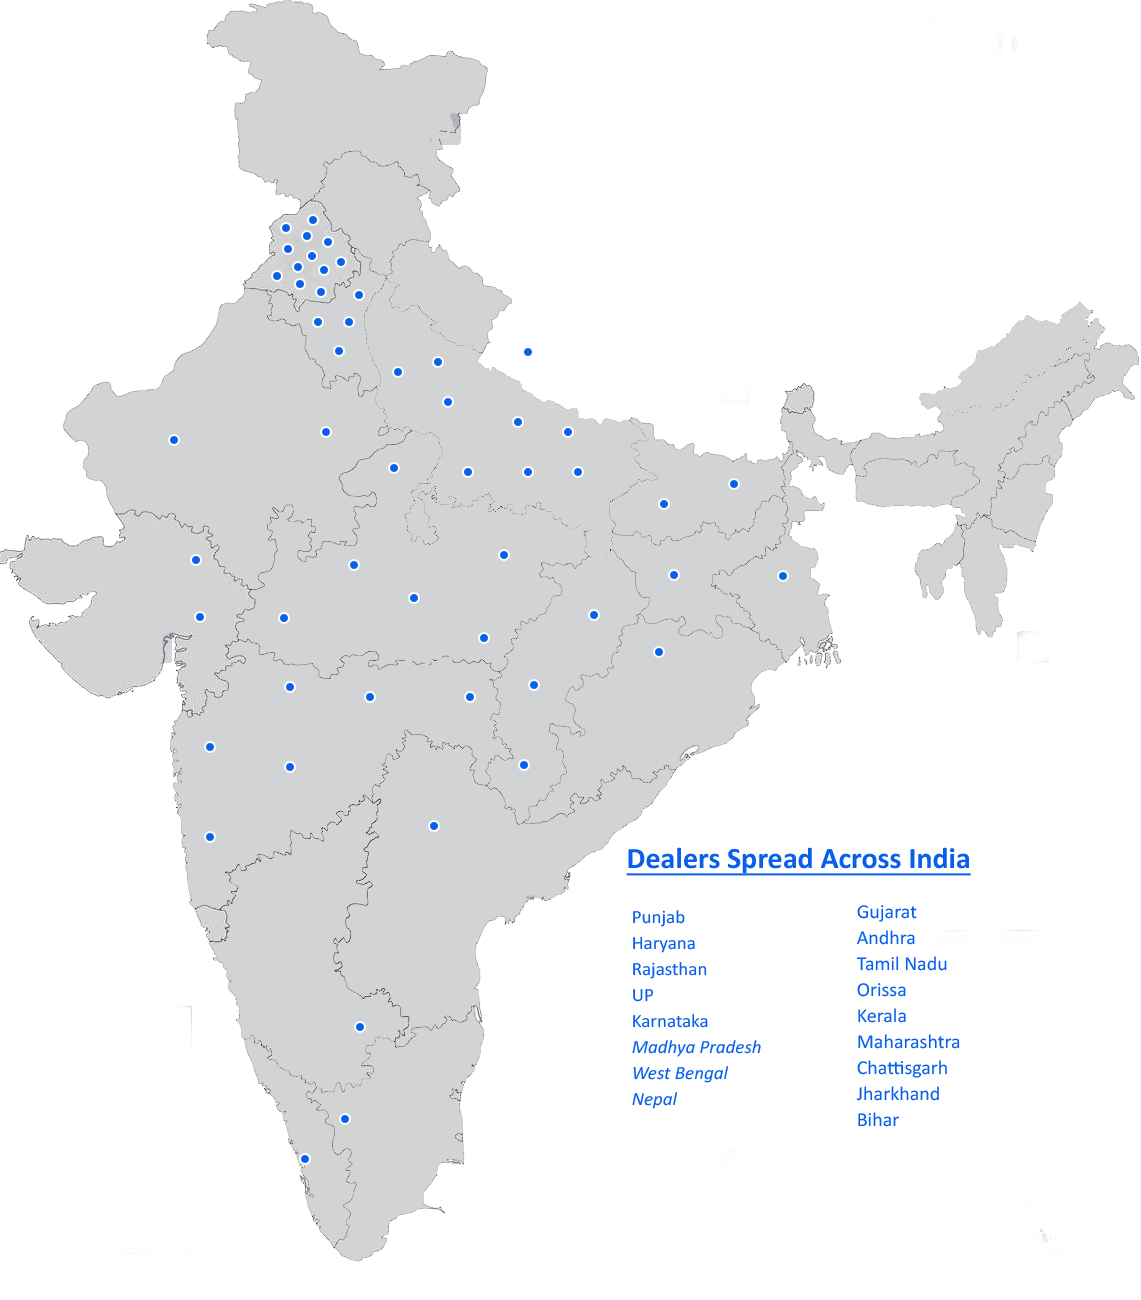 Dealers Spread Across India
Punjab
Haryana
Rajasthan
UP
Karnataka
Madhya Pradesh
West Bengal
Nepal
Gujarat
Andhra
Tamil Nadu
Orissa
Kerala
Maharashtra
Chattisgarh
Jharkhand
Bihar